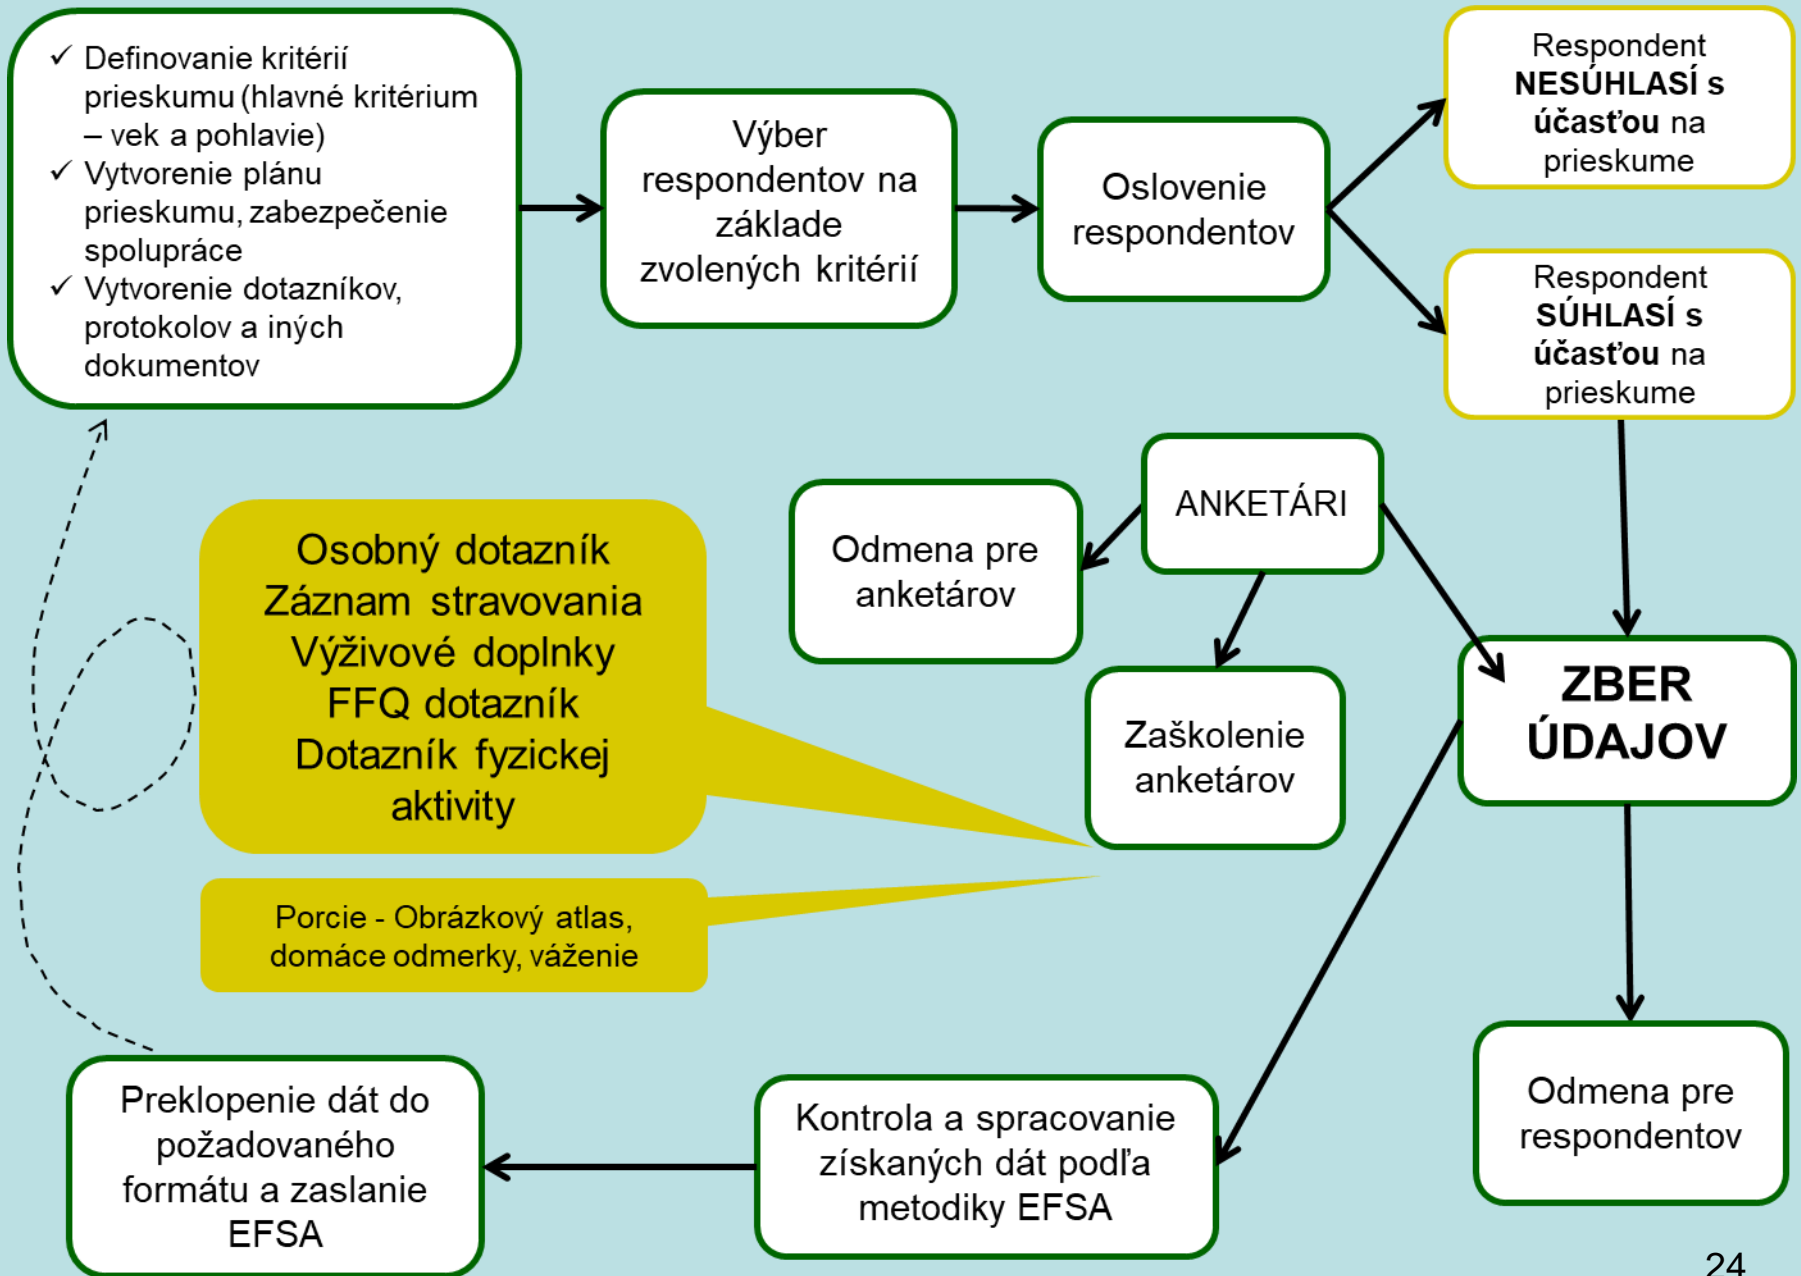 ✓ Definovanie kritérií
prieskumu (hlavné kritérium
– vek a pohlavie)
✓ Vytvorenie plánu
prieskumu, zabezpečenie
spolupráce
✓ Vytvorenie dotazníkov,
protokolov a iných
dokumentov
Výber
respondentov na
základe
zvolených kritérií
Oslovenie
respondentov
Respondent
NESÚHLASÍ s
účasťou na
prieskume
Respondent
SÚHLASÍ s
účasťou na
prieskume
ANKETÁRI
Odmena pre
anketárov
Zaškolenie
anketárov
ZBER
ÚDAJOV
Osobný dotazník
Záznam stravovania
Výživové doplnky
FFQ dotazník
Dotazník fyzickej
aktivity
Porcie - Obrázkový atlas,
domáce odmerky, váženie
Odmena pre
respondentov
Kontrola a spracovanie
získaných dát podľa
metodiky EFSA
Preklopenie dát do
požadovaného
formátu a zaslanie
EFSA
24